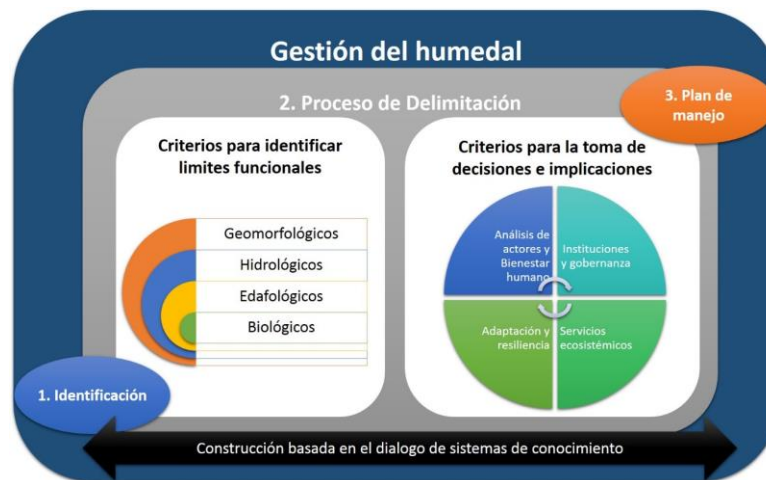 Gestión del humedal
2. Proceso de Delimitación
3. Plan de
manejo
Criterios para identificar
limites funcionales
Geomorfológicos
Hidrológicos
Edafológicos
Biológicos
Criterios para la toma de
decisiones e implicaciones
Análisis de
actores y
Bienestar
humano
Instituciones
y gobernanza
Adaptación y
resiliencia
Servicios
ecosistémicos
1. Identificación
Construcción basada en el dialogo de sistemas de conocimiento